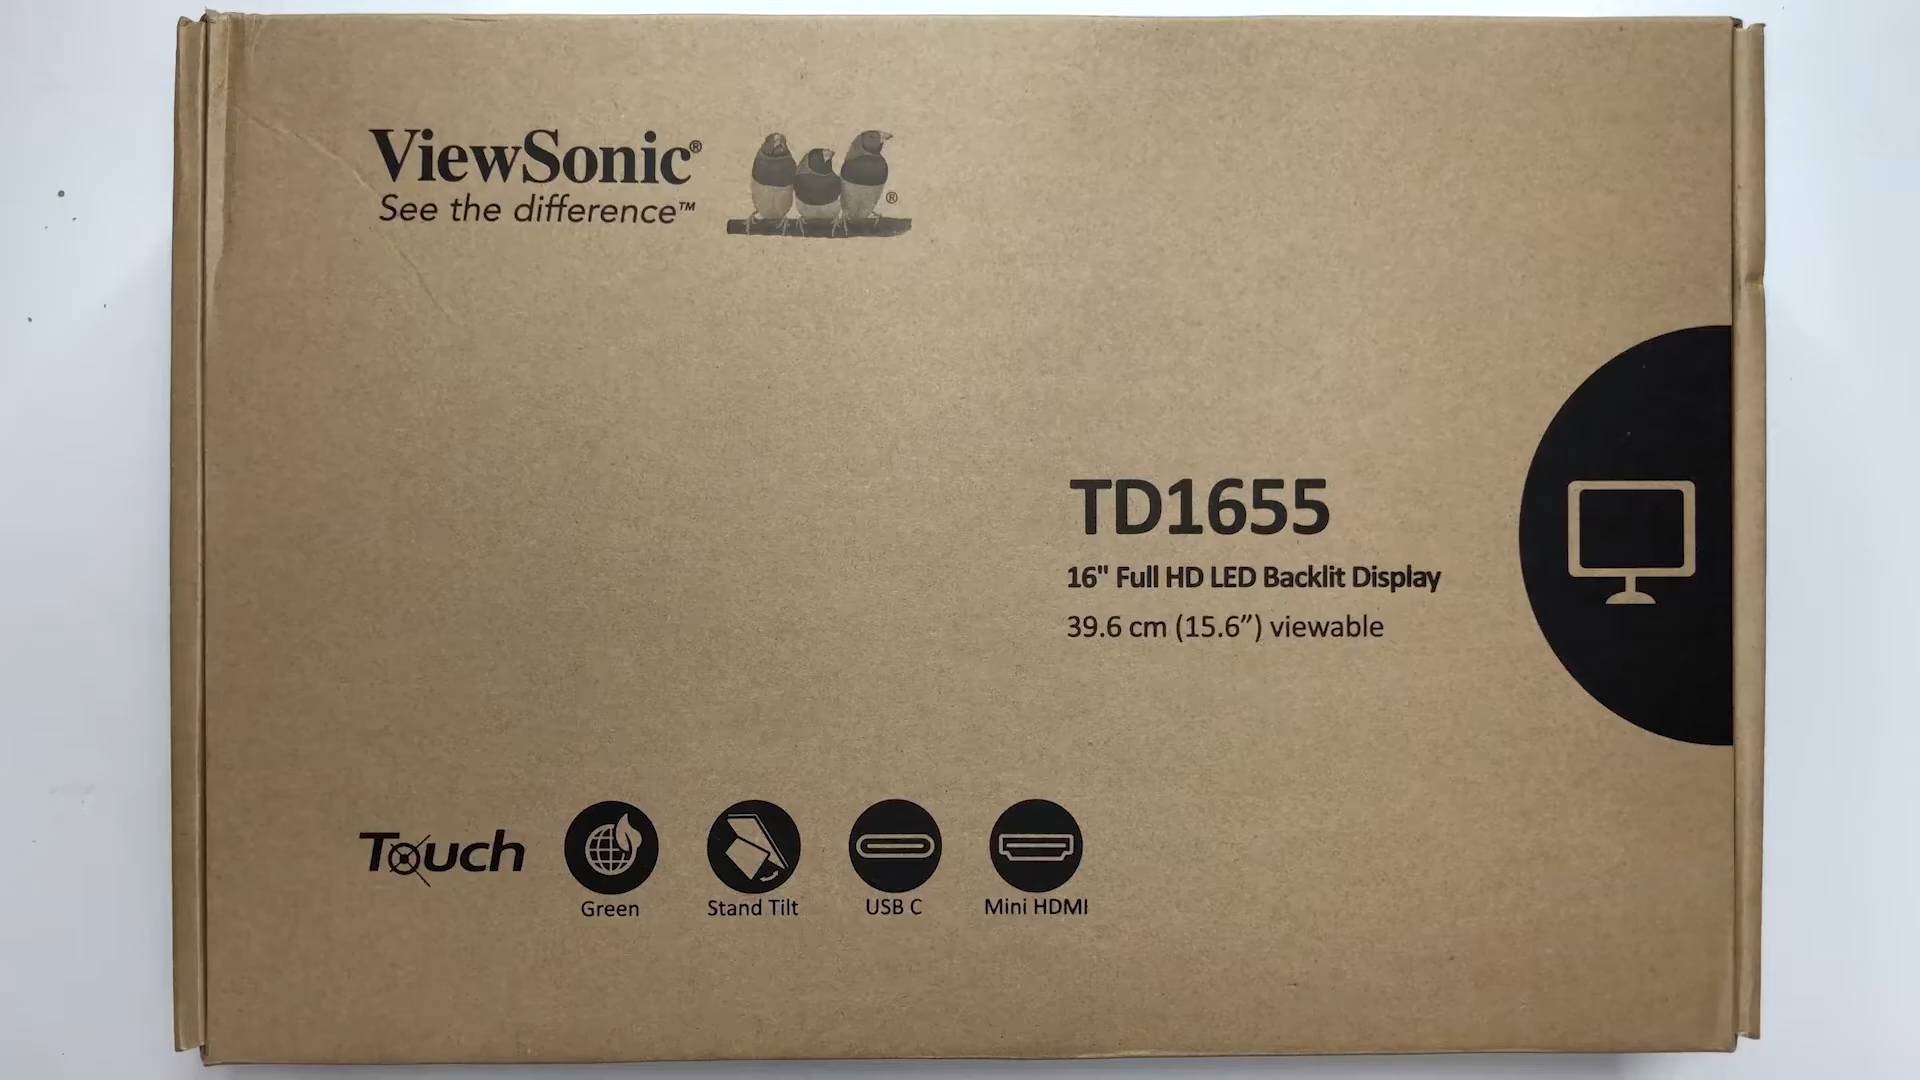 ViewSonic®
See the difference™
®
TD1655
16" Full HD LED Backlit Display
39.6 cm (15.6”) viewable
Touch
Green
Stand Tilt
USB C
Mini HDMI